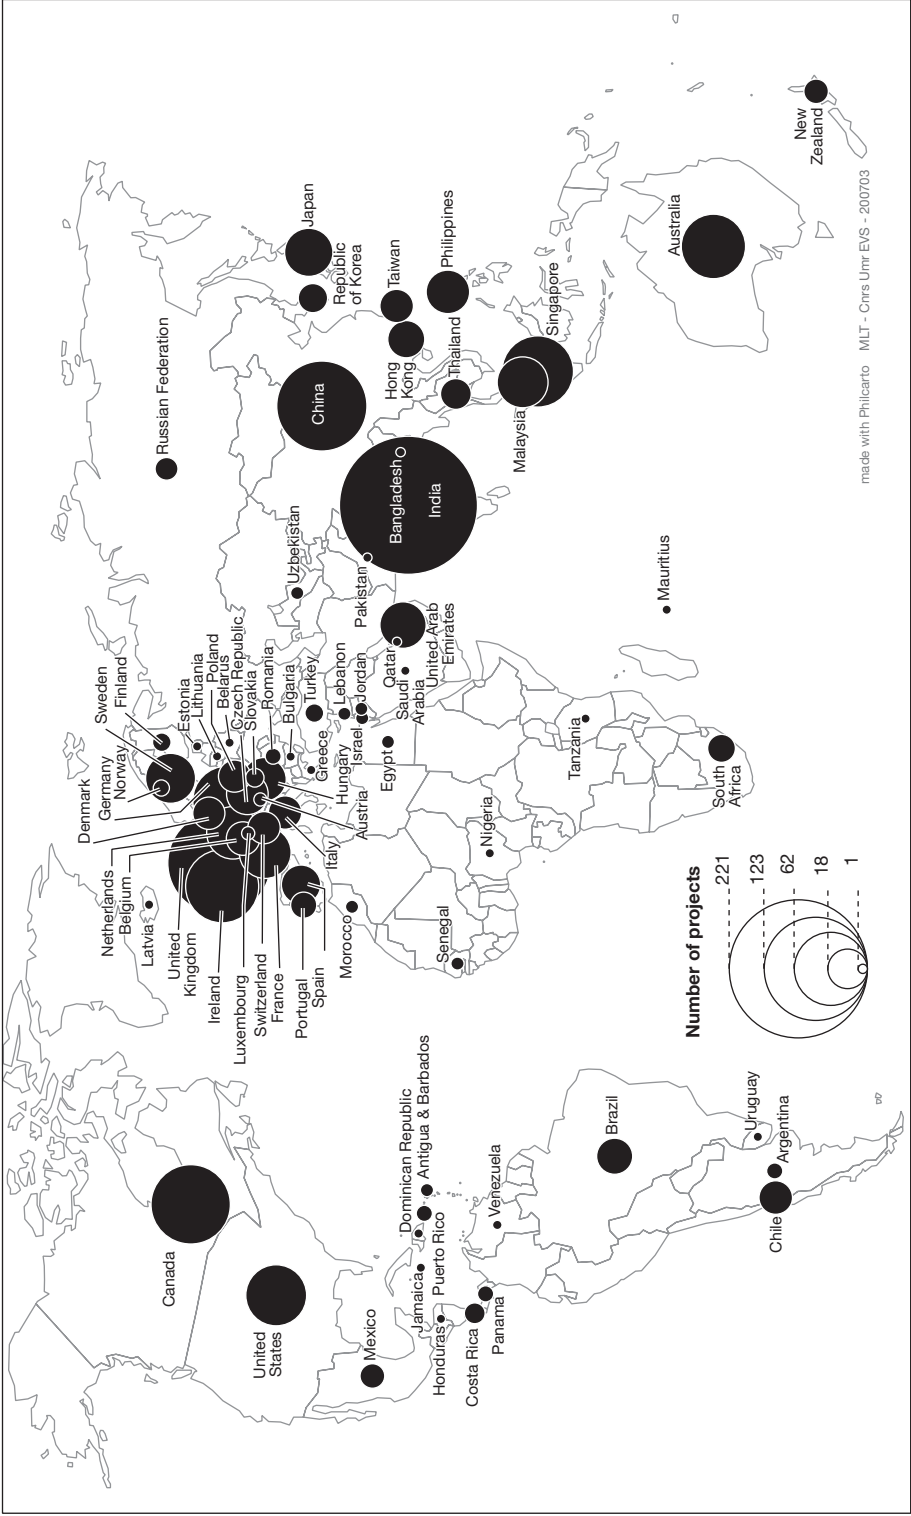 Canada
United
States
Mexico
Dominican Republic
Antigua & Barbados
Jamaica
Puerto Rico
Honduras
Costa Rica
Panama
Venezuela
Brazil
Uruguay
Argentina
Chile
Sweden
Finland
Denmark
Germany
Norway
Netherlands
Belgium
Latvia
United
Kingdom
Ireland
Luxembourg
Switzerland
France
Portugal
Spain
Estonia
Lithuania
Poland
Belarus
Czech Republic
Slovakia
Romania
Bulgaria
Turkey
Greece
Hungary
Austria
Italy
Lebanon
Jordan
Israel
Egypt
Morocco
Senegal
Nigeria
Tanzania
South
Africa
Mauritius
Qatar
Saudi
Arabia
United Arab
Emirates
Uzbekistan
Pakistan
Bangladesh
India
Russian Federation
China
Japan
Republic
of Korea
Taiwan
Hong
Kong
Philippines
Thailand
Malaysia
Singapore
Australia
New
Zealand
Number of projects
221
123
62
18
1
made with Philcarto MLT - Cnrs Umr EVS - 200703